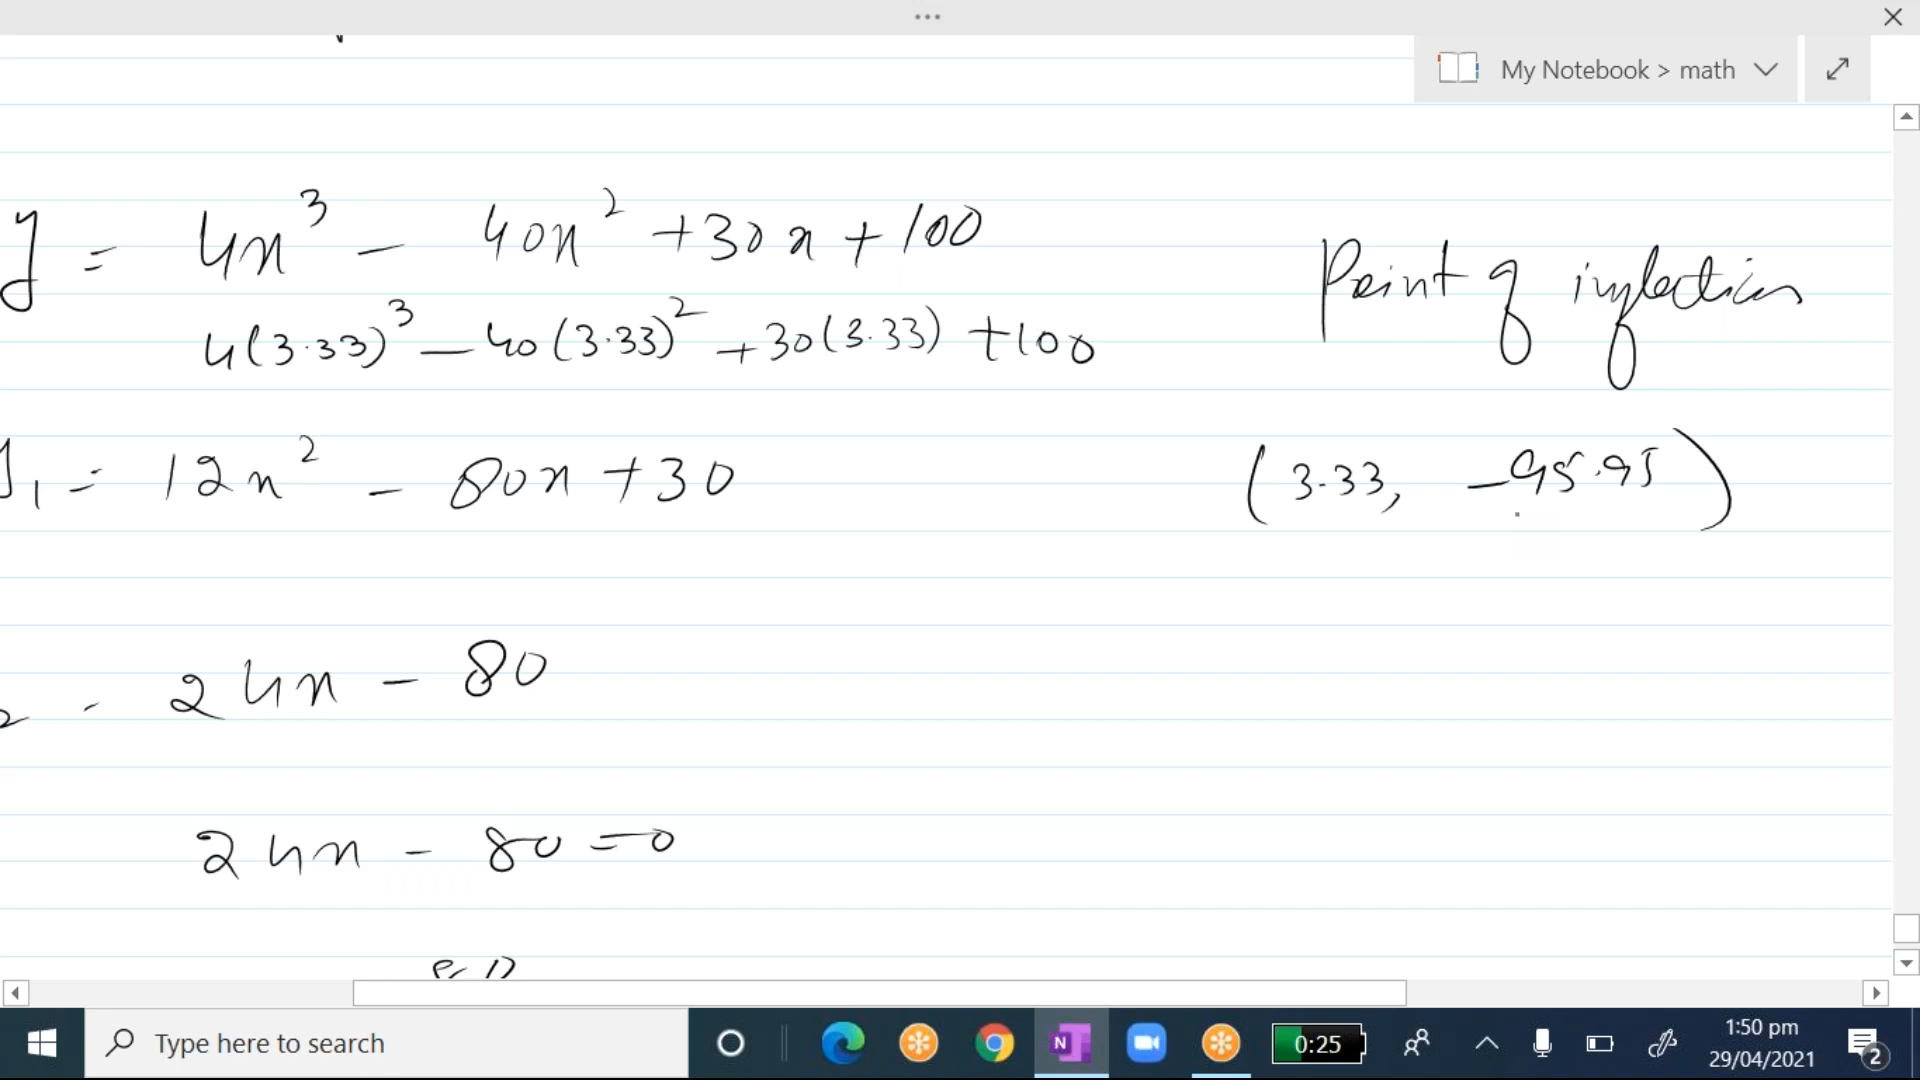 My Notebook > math
y = 4x³ - 40x² + 30x + 100
4(3.33)³ - 40(3.33)² + 30(3.33) + 100
Point of inflection
y₁ = 12x² - 80x + 30
(3.33, -95.95)
2 = 24x - 80
24x - 80 = 0
80
Type here to search
0:25
1:50 pm
29/04/2021
2